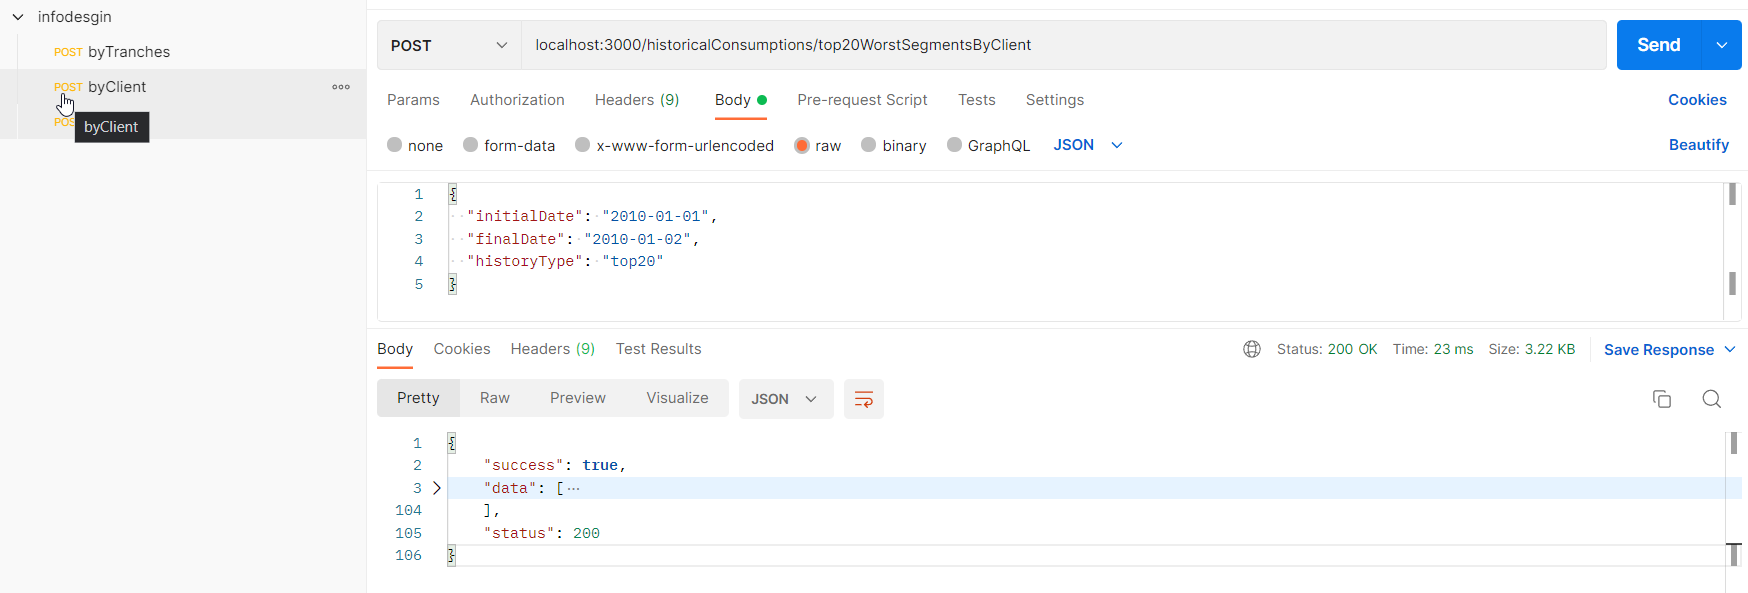 infodesgin
POST byTranches
POST byClient
POS
byClient
POST localhost:3000/historicalConsumptions/top20WorstSegmentsByClient Send
Params Authorization Headers (9) Body Pre-request Script Tests Settings Cookies
none form-data x-www-form-urlencoded raw binary GraphQL JSON Beautify
1 {
2 "initialDate": "2010-01-01",
3 "finalDate": "2010-01-02",
4 "historyType": "top20"
5 }
Body Cookies Headers (9) Test Results Status: 200 OK Time: 23 ms Size: 3.22 KB Save Response
Pretty Raw Preview Visualize JSON
1 {
2 "success": true,
3 "data": [ ···
104 ],
105 "status": 200
106 }